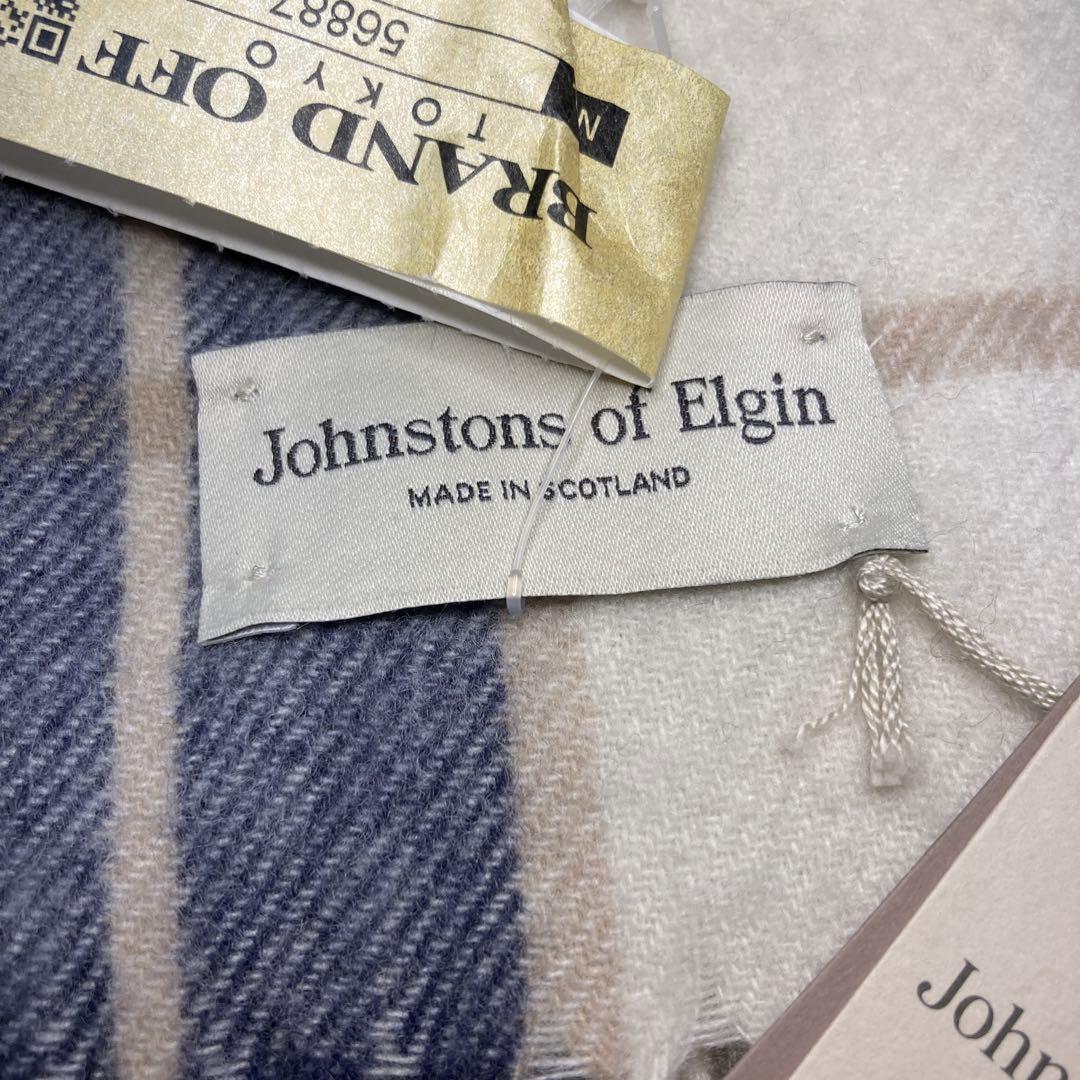 BRAND OFF
TOKYO
56887
N
Johnstons of Elgin
MADE IN SCOTLAND
John